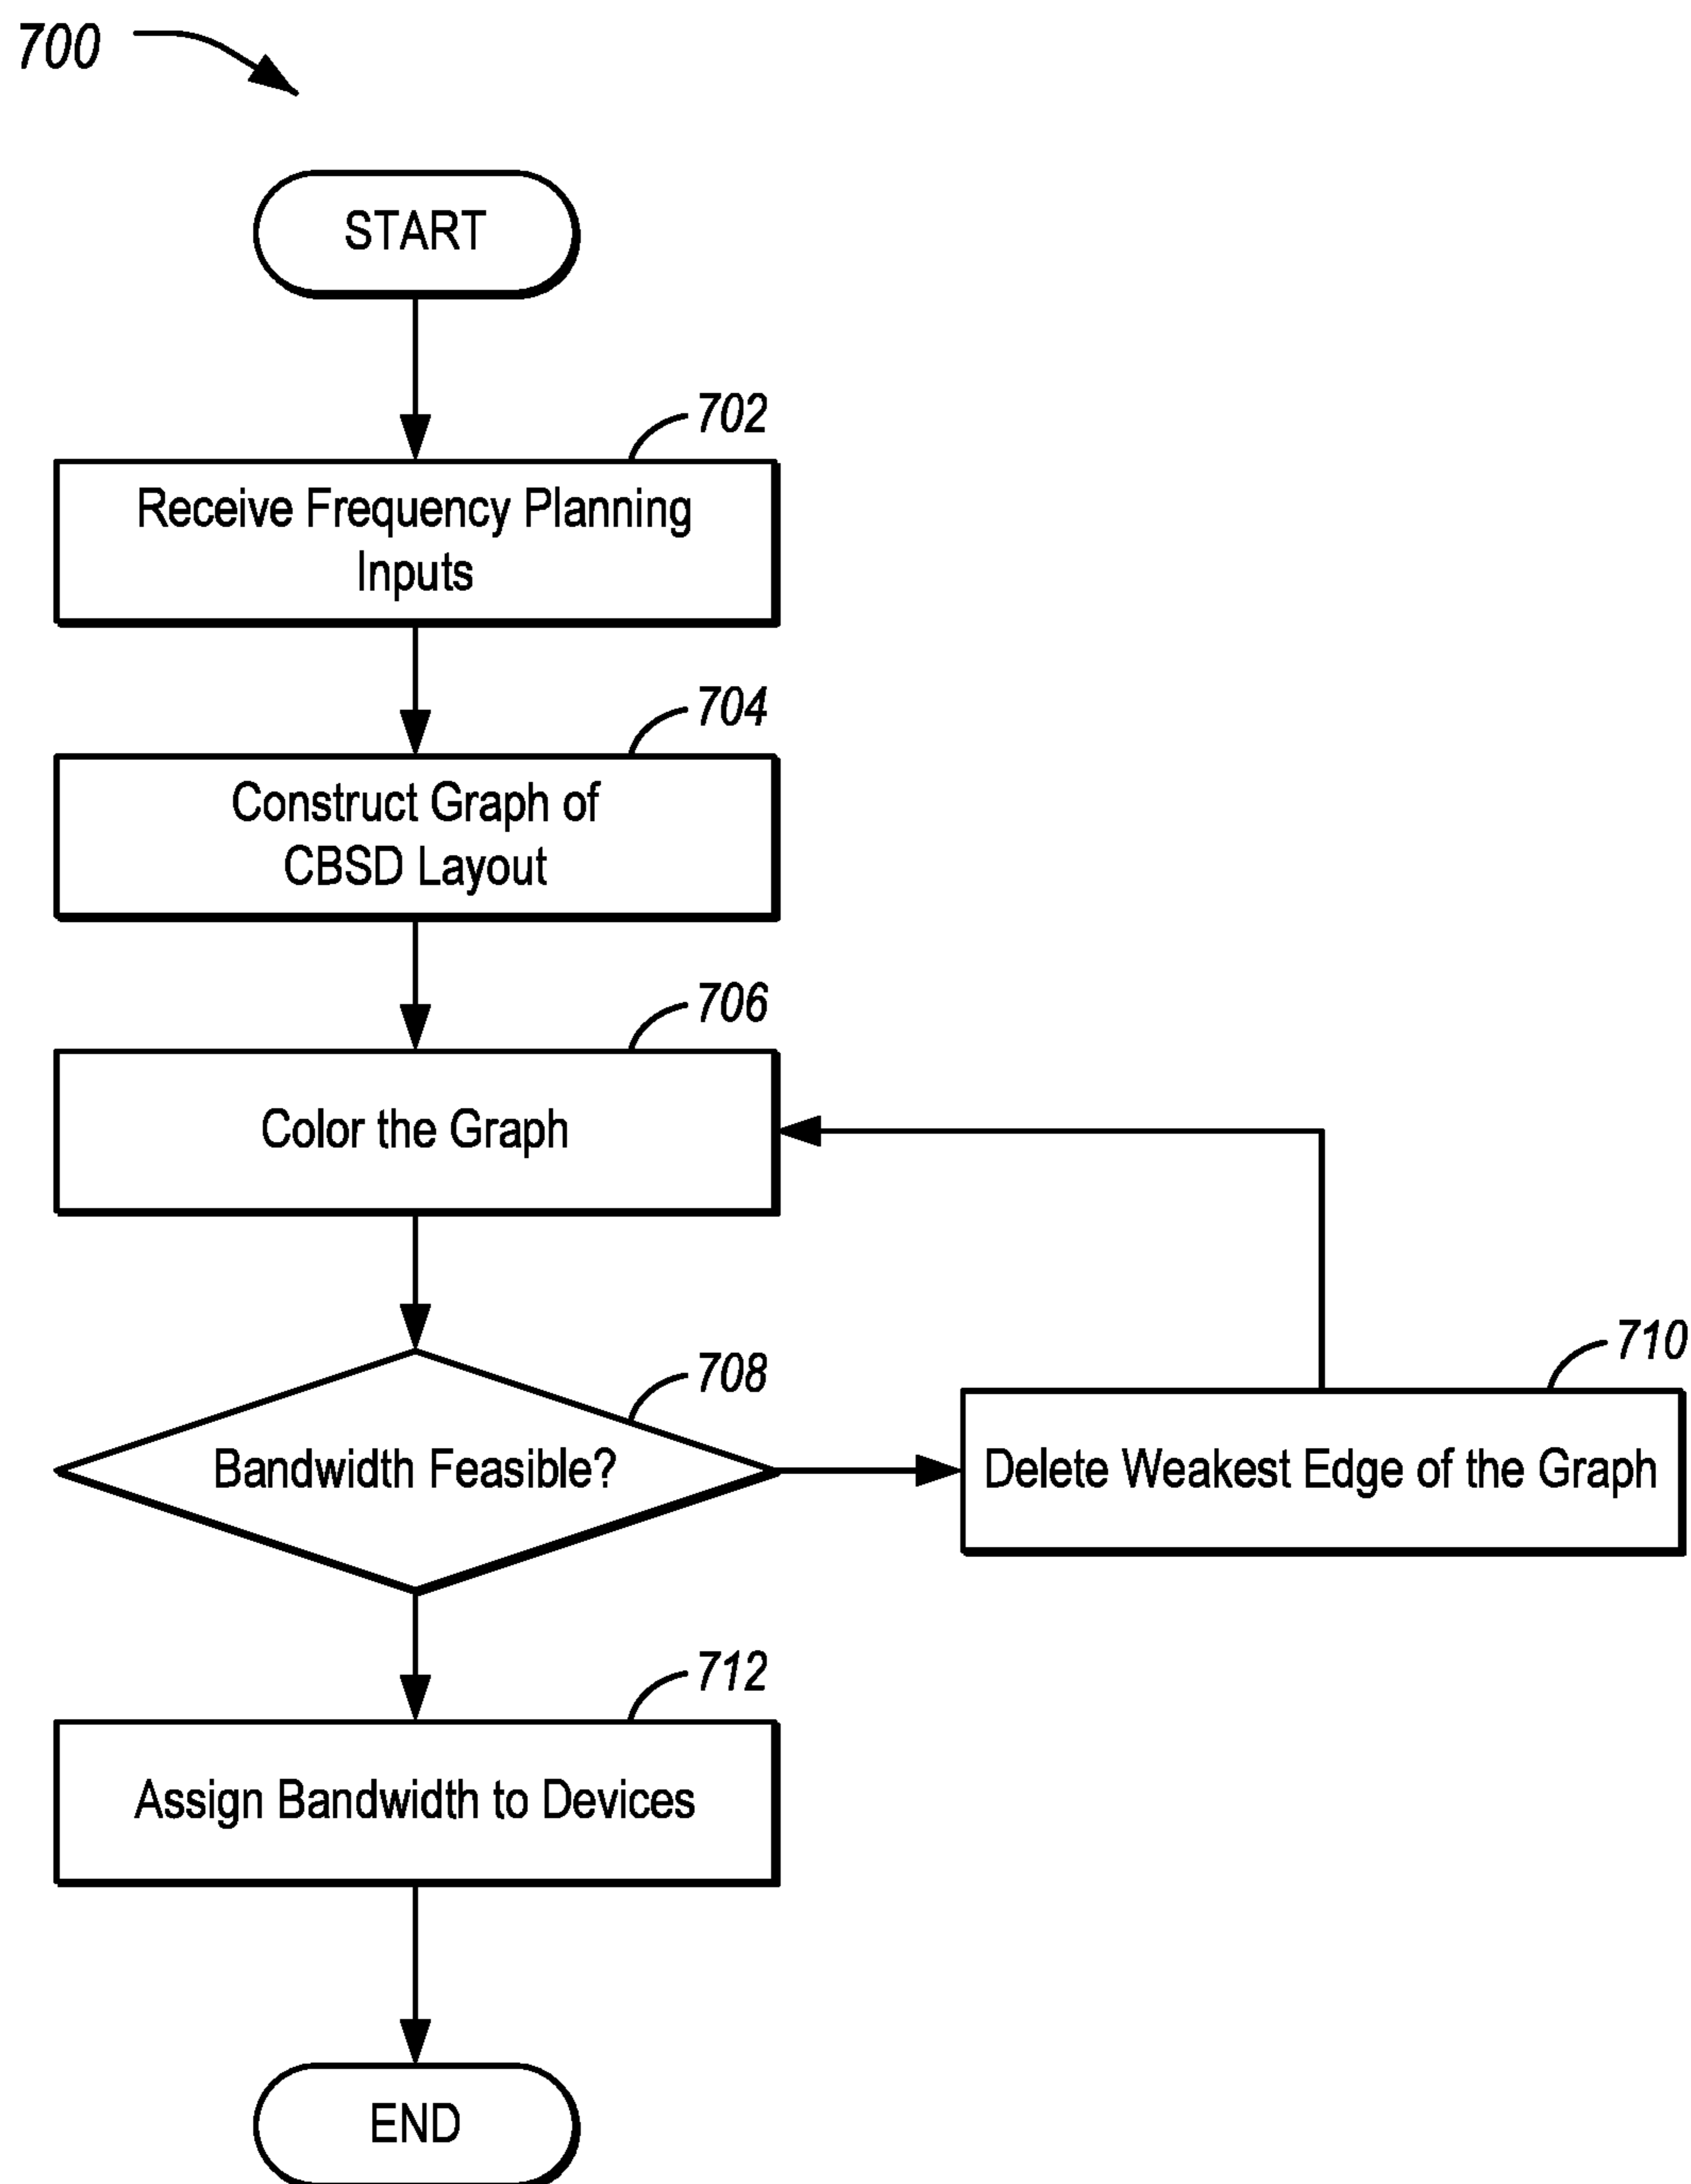 700
START
702
Receive Frequency Planning
Inputs
704
Construct Graph of
CBSD Layout
706
Color the Graph
708
Bandwidth Feasible?
710
Delete Weakest Edge of the Graph
712
Assign Bandwidth to Devices
END